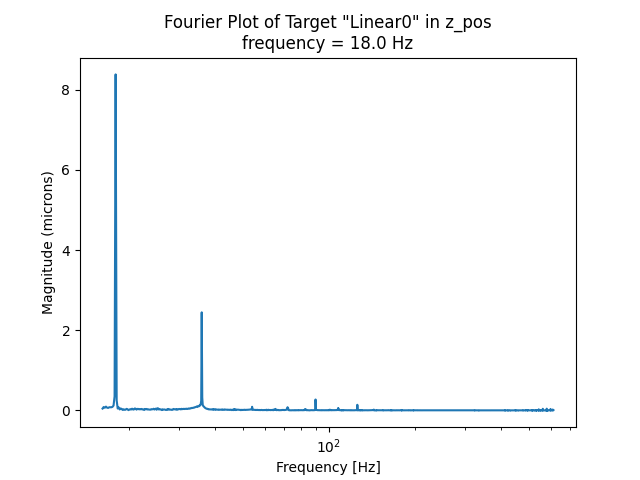 Fourier Plot of Target "Linear0" in z_pos
frequency = 18.0 Hz
Magnitude (microns)
8
6
4
2
0
10²
Frequency [Hz]